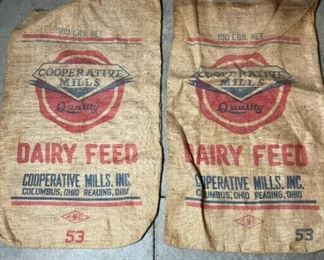 100 LBS. NET
COOPERATIVE
MILLS
INC.
Quality
DAIRY FEED
COOPERATIVE MILLS, INC.
COLUMBUS, OHIO READING, OHIO
53
100 LBS. NET
COOPERATIVE
MILLS
Quality
DAIRY FEED
COOPERATIVE MILLS, INC.
COLUMBUS, OHIO READING, OHIO
53